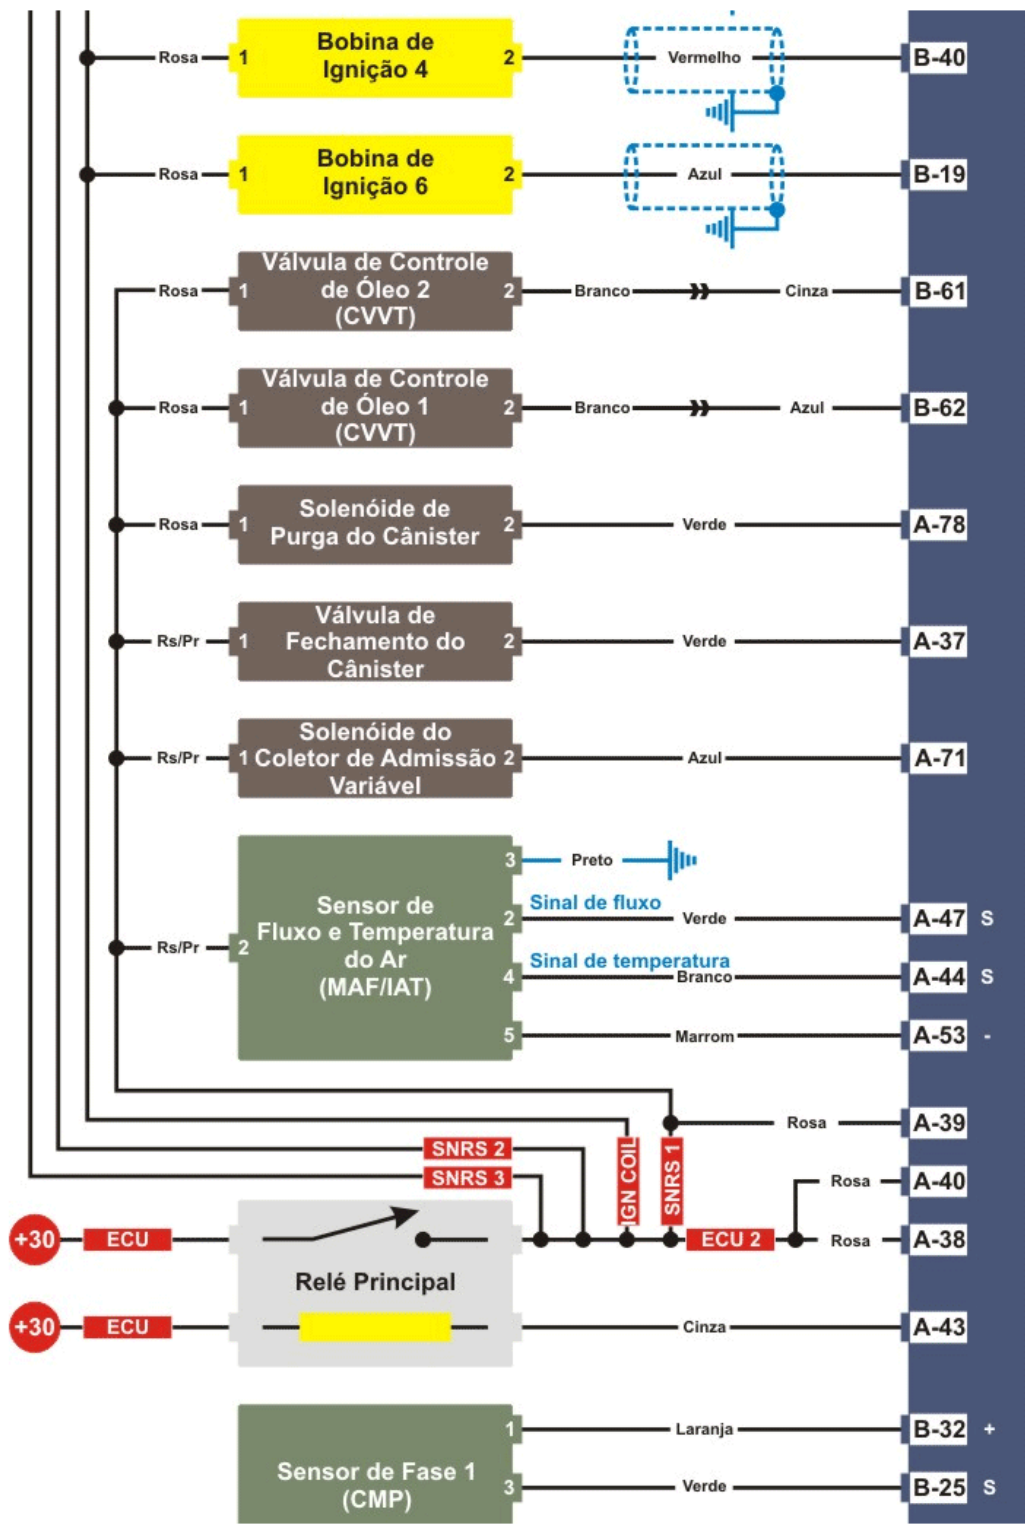 Rosa 1 Bobina de
Ignição 4 2 Vermelho B-40
Rosa 1 Bobina de
Ignição 6 2 Azul B-19
Válvula de Controle
Rosa 1 de Óleo 2 2 Branco Cinza B-61
(CVVT)
Válvula de Controle
Rosa 1 de Óleo 1 2 Branco Azul B-62
(CVVT)
Solenóide de
Rosa 1 Purga do Cânister 2 Verde A-78
Válvula de
Rs/Pr 1 Fechamento do 2 Verde A-37
Cânister
Solenóide do
Rs/Pr 1 Coletor de Admissão 2 Azul A-71
Variável
3 Preto
Sinal de fluxo
Sensor de 2 Verde A-47 S
Fluxo e Temperatura
Rs/Pr 2 do Ar
Sinal de temperatura
(MAF/IAT) 4 Branco A-44 S
5 Marrom A-53 -
Rosa A-39
SNRS 2
SNRS 3
IGN COIL
SNRS 1
Rosa A-40
+30 ECU ECU 2 Rosa A-38
Relé Principal
+30 ECU Cinza A-43
1 Laranja B-32 +
Sensor de Fase 1
(CMP) 3 Verde B-25 S